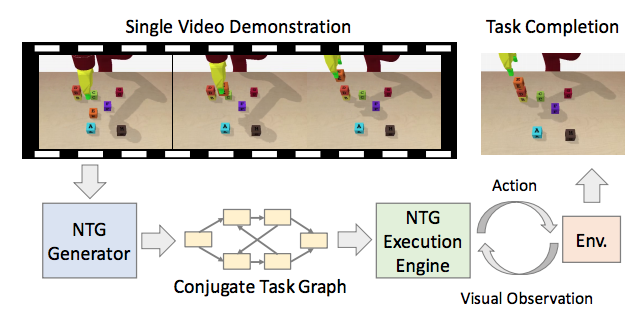 Single Video Demonstration
Task Completion
A
A
A
NTG
Generator
Conjugate Task Graph
NTG
Execution
Engine
Action
Env.
Visual Observation